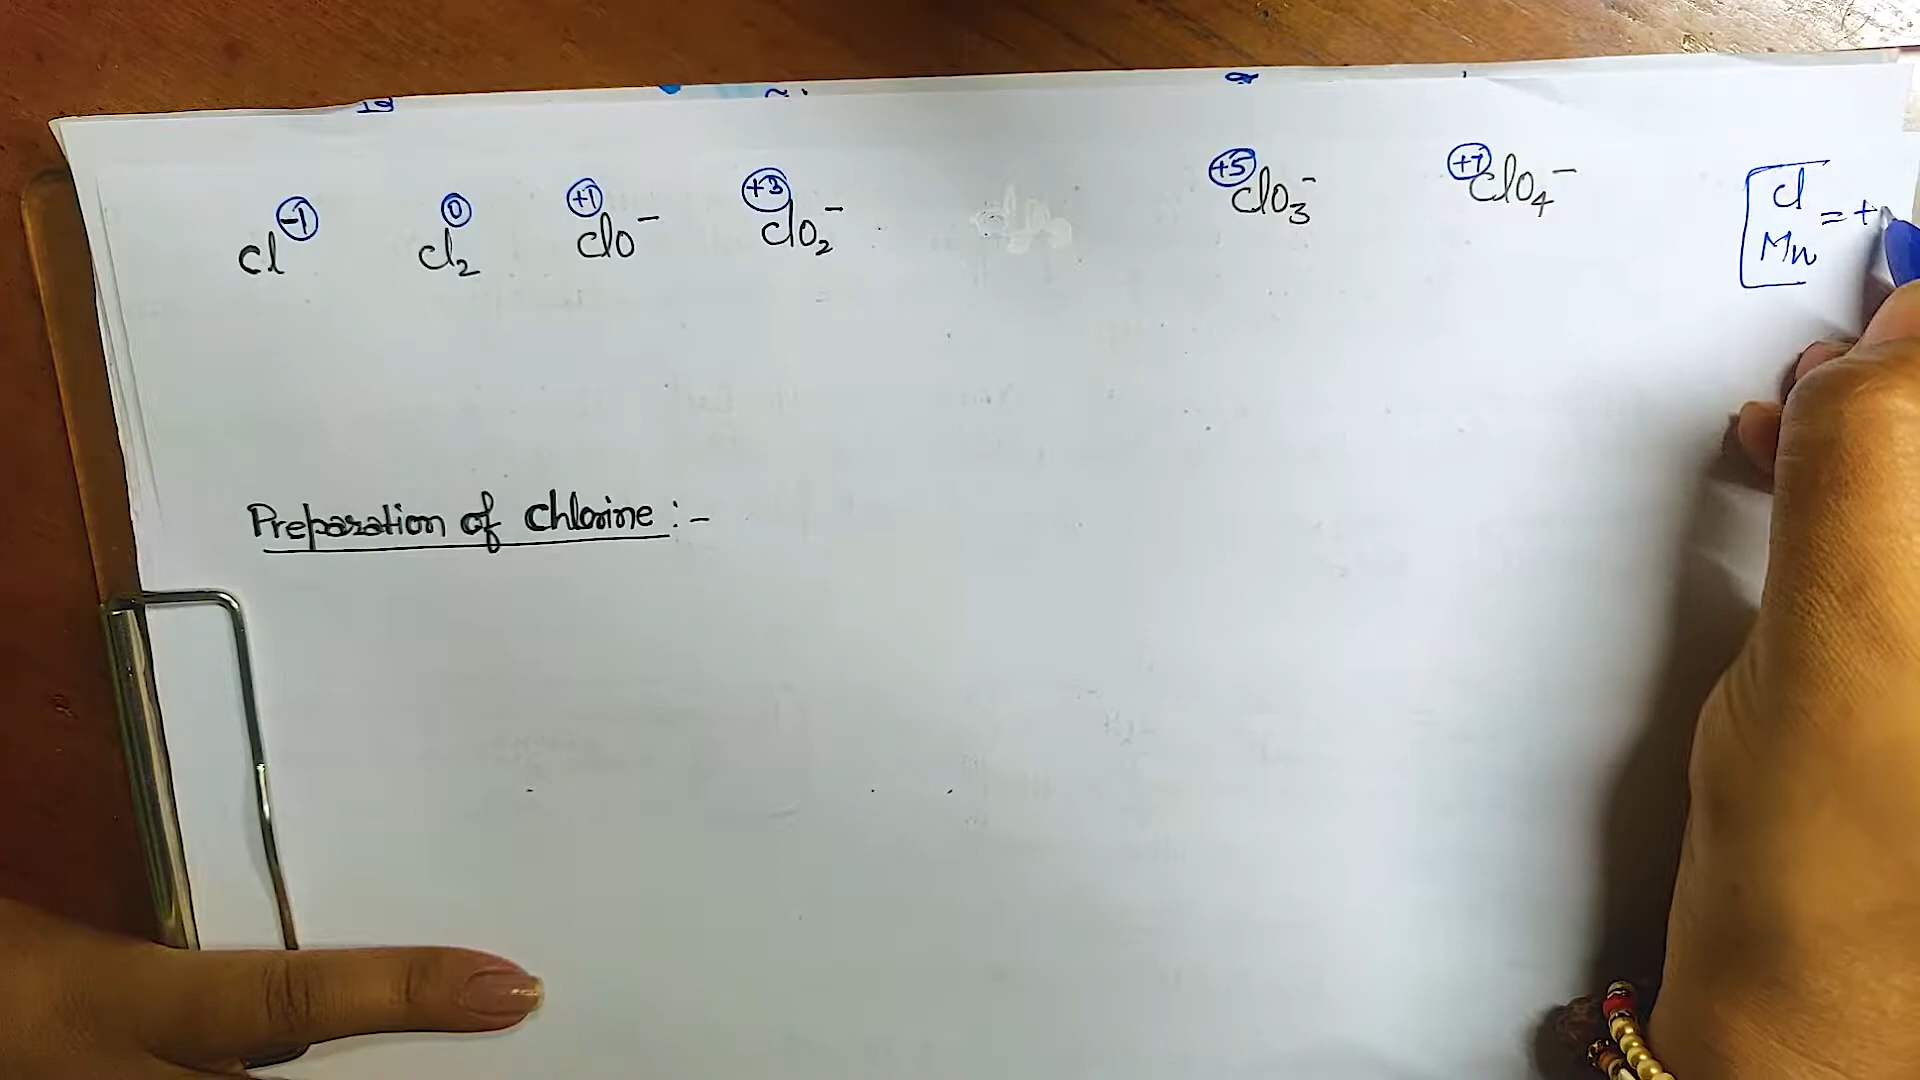 Cl -1 Cl2 0 +1 ClO⁻ +3 ClO2⁻ +5 ClO3⁻ +7 ClO4⁻
Cl
Mn = +
Preparation of Chlorine :-